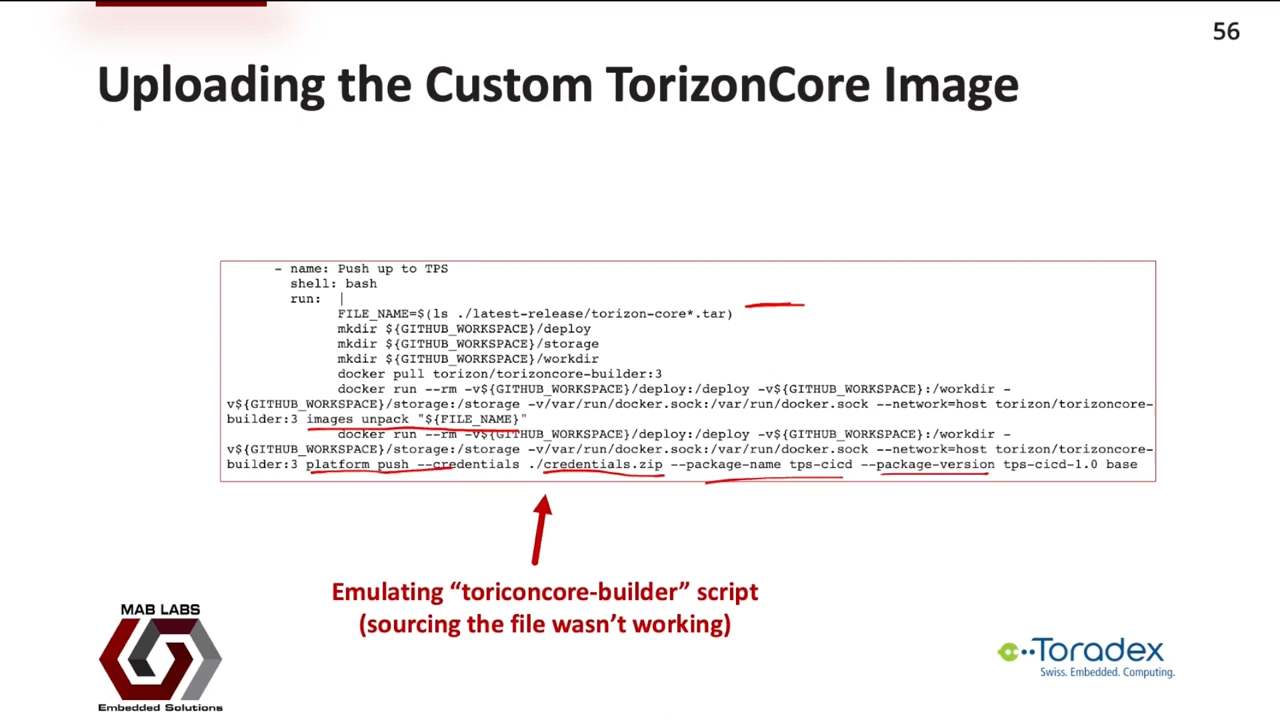 56
Uploading the Custom TorizonCore Image
- name: Push up to TPS
shell: bash
run: |
FILE_NAME=$(ls ./latest-release/torizon-core*.tar)
mkdir ${GITHUB_WORKSPACE}/deploy
mkdir ${GITHUB_WORKSPACE}/storage
mkdir ${GITHUB_WORKSPACE}/workdir
docker pull torizon/torizoncore-builder:3
docker run --rm -v${GITHUB_WORKSPACE}/deploy:/deploy -v${GITHUB_WORKSPACE}:/workdir -
v${GITHUB_WORKSPACE}/storage:/storage -v/var/run/docker.sock:/var/run/docker.sock --network=host torizon/torizoncore-
builder:3 images unpack "${FILE_NAME}"
docker run --rm -v${GITHUB_WORKSPACE}/deploy:/deploy -v${GITHUB_WORKSPACE}:/workdir -
v${GITHUB_WORKSPACE}/storage:/storage -v/var/run/docker.sock:/var/run/docker.sock --network=host torizon/torizoncore-
builder:3 platform push --credentials ./credentials.zip --package-name tps-cicd --package-version tps-cicd-1.0 base
Emulating “toriconcore-builder” script
(sourcing the file wasn’t working)
MAB LABS
Embedded Solutions
Toradex
Swiss. Embedded. Computing.